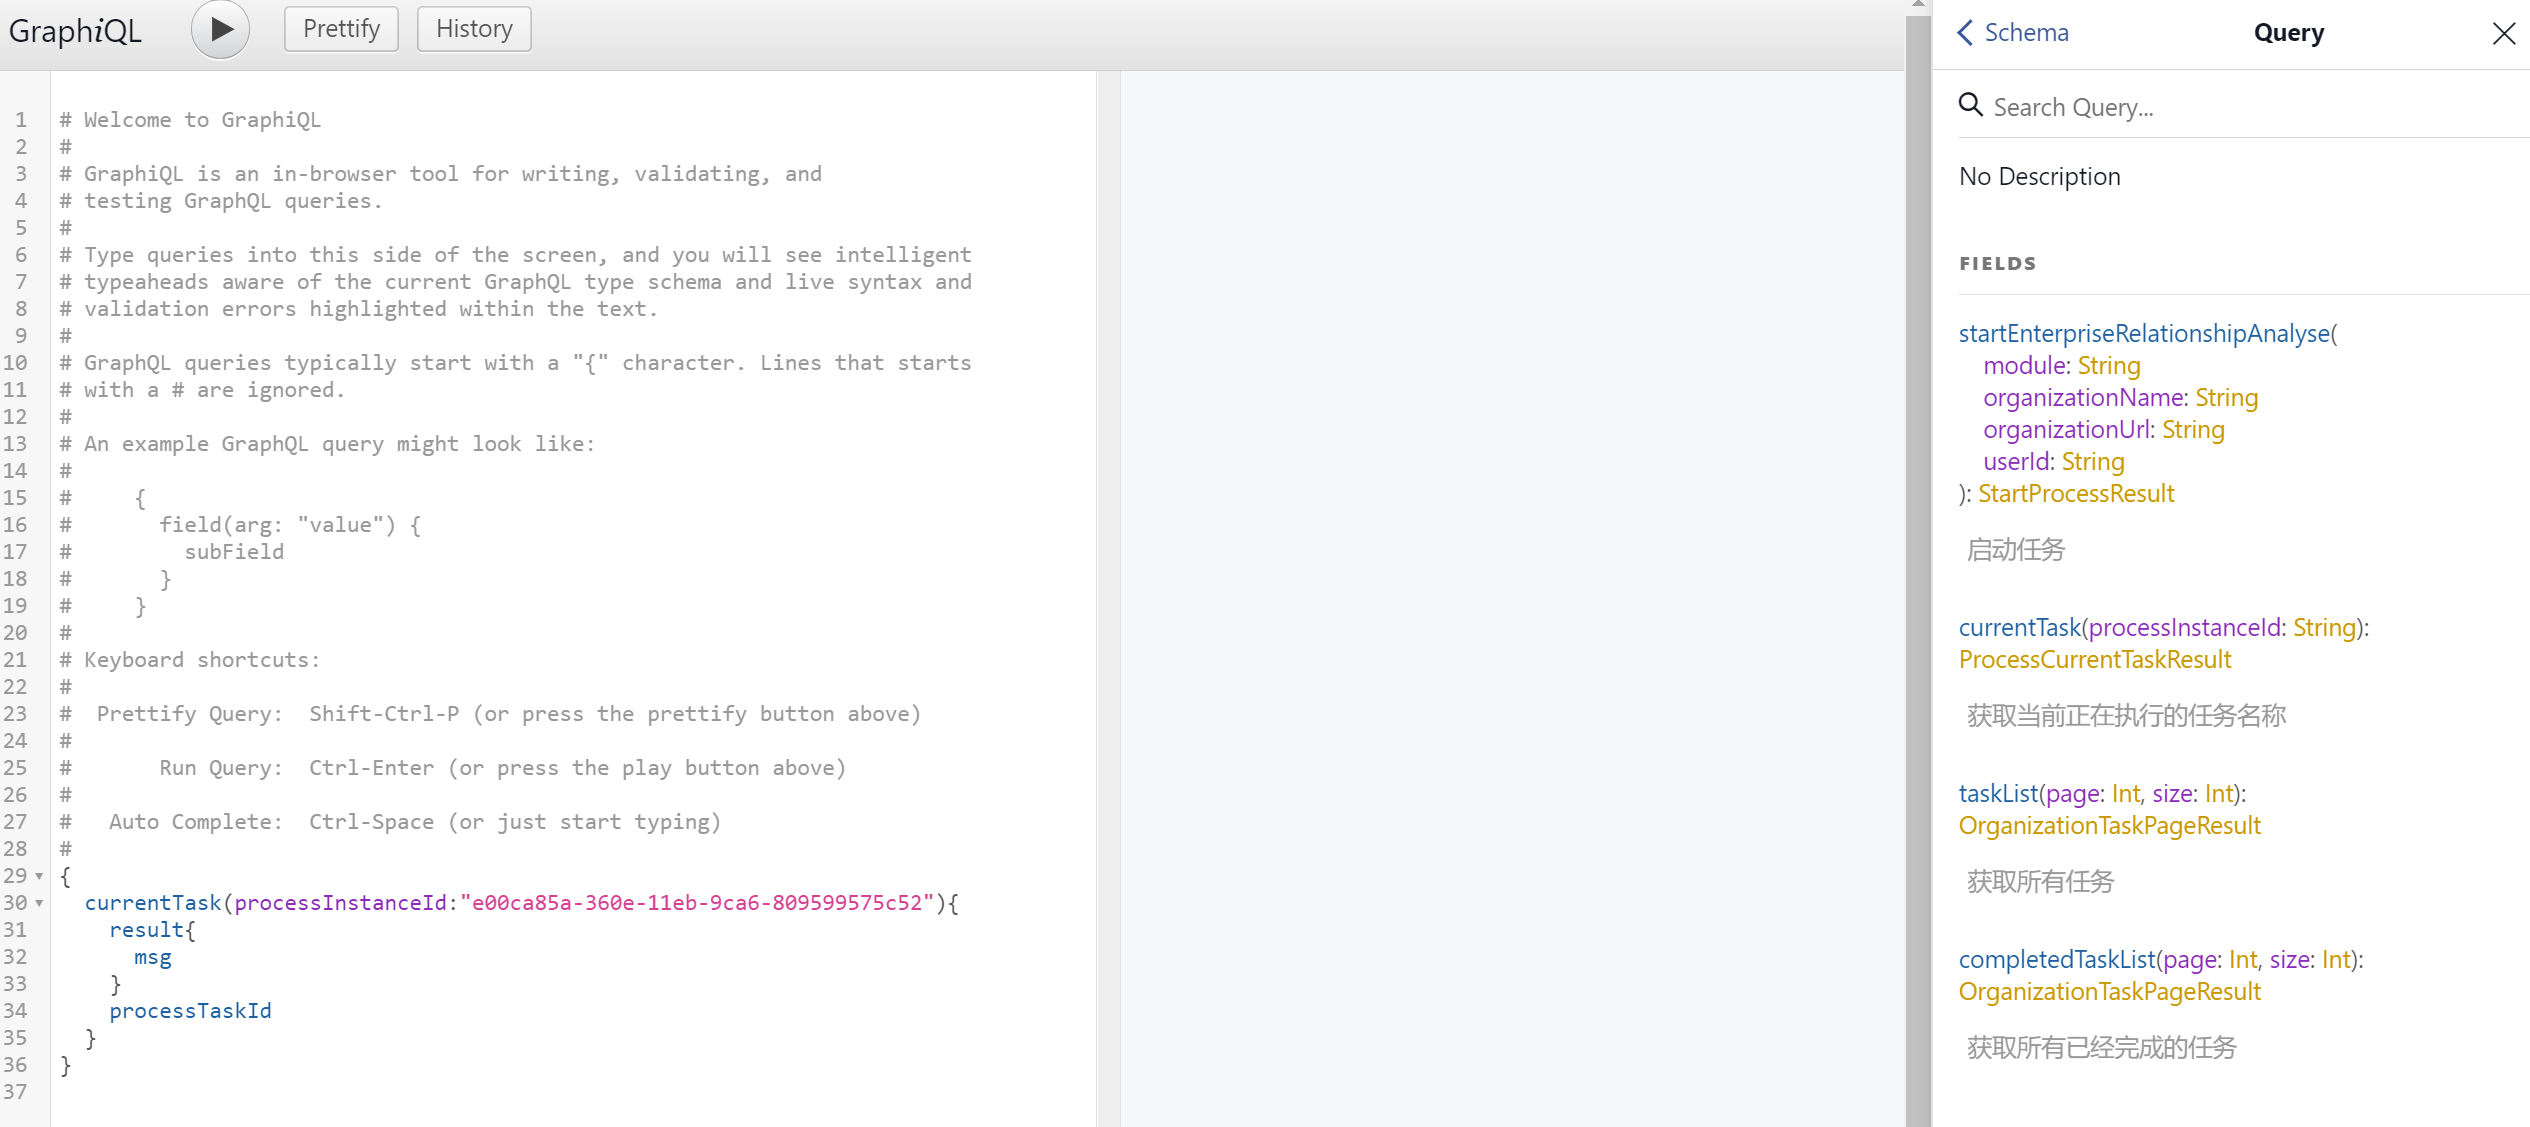 GraphiQL
Prettify
History
1 # Welcome to GraphiQL
2 #
3 # GraphiQL is an in-browser tool for writing, validating, and
4 # testing GraphQL queries.
5 #
6 # Type queries into this side of the screen, and you will see intelligent
7 # typeaheads aware of the current GraphQL type schema and live syntax and
8 # validation errors highlighted within the text.
9 #
10 # GraphQL queries typically start with a "{" character. Lines that starts
11 # with a # are ignored.
12 #
13 # An example GraphQL query might look like:
14 #
15 #     {
16 #       field(arg: "value") {
17 #         subField
18 #       }
19 #     }
20 #
21 # Keyboard shortcuts:
22 #
23 #  Prettify Query:  Shift-Ctrl-P (or press the prettify button above)
24 #
25 #       Run Query:  Ctrl-Enter (or press the play button above)
26 #
27 #   Auto Complete:  Ctrl-Space (or just start typing)
28 #
29 {
30   currentTask(processInstanceId:"e00ca85a-360e-11eb-9ca6-809599575c52"){
31     result{
32       msg
33     }
34     processTaskId
35   }
36 }
37
Schema
Query
Search Query...
No Description
FIELDS
startEnterpriseRelationshipAnalyse(
module: String
organizationName: String
organizationUrl: String
userId: String
): StartProcessResult
启动任务
currentTask(processInstanceId: String):
ProcessCurrentTaskResult
获取当前正在执行的任务名称
taskList(page: Int, size: Int):
OrganizationTaskPageResult
获取所有任务
completedTaskList(page: Int, size: Int):
OrganizationTaskPageResult
获取所有已经完成的任务